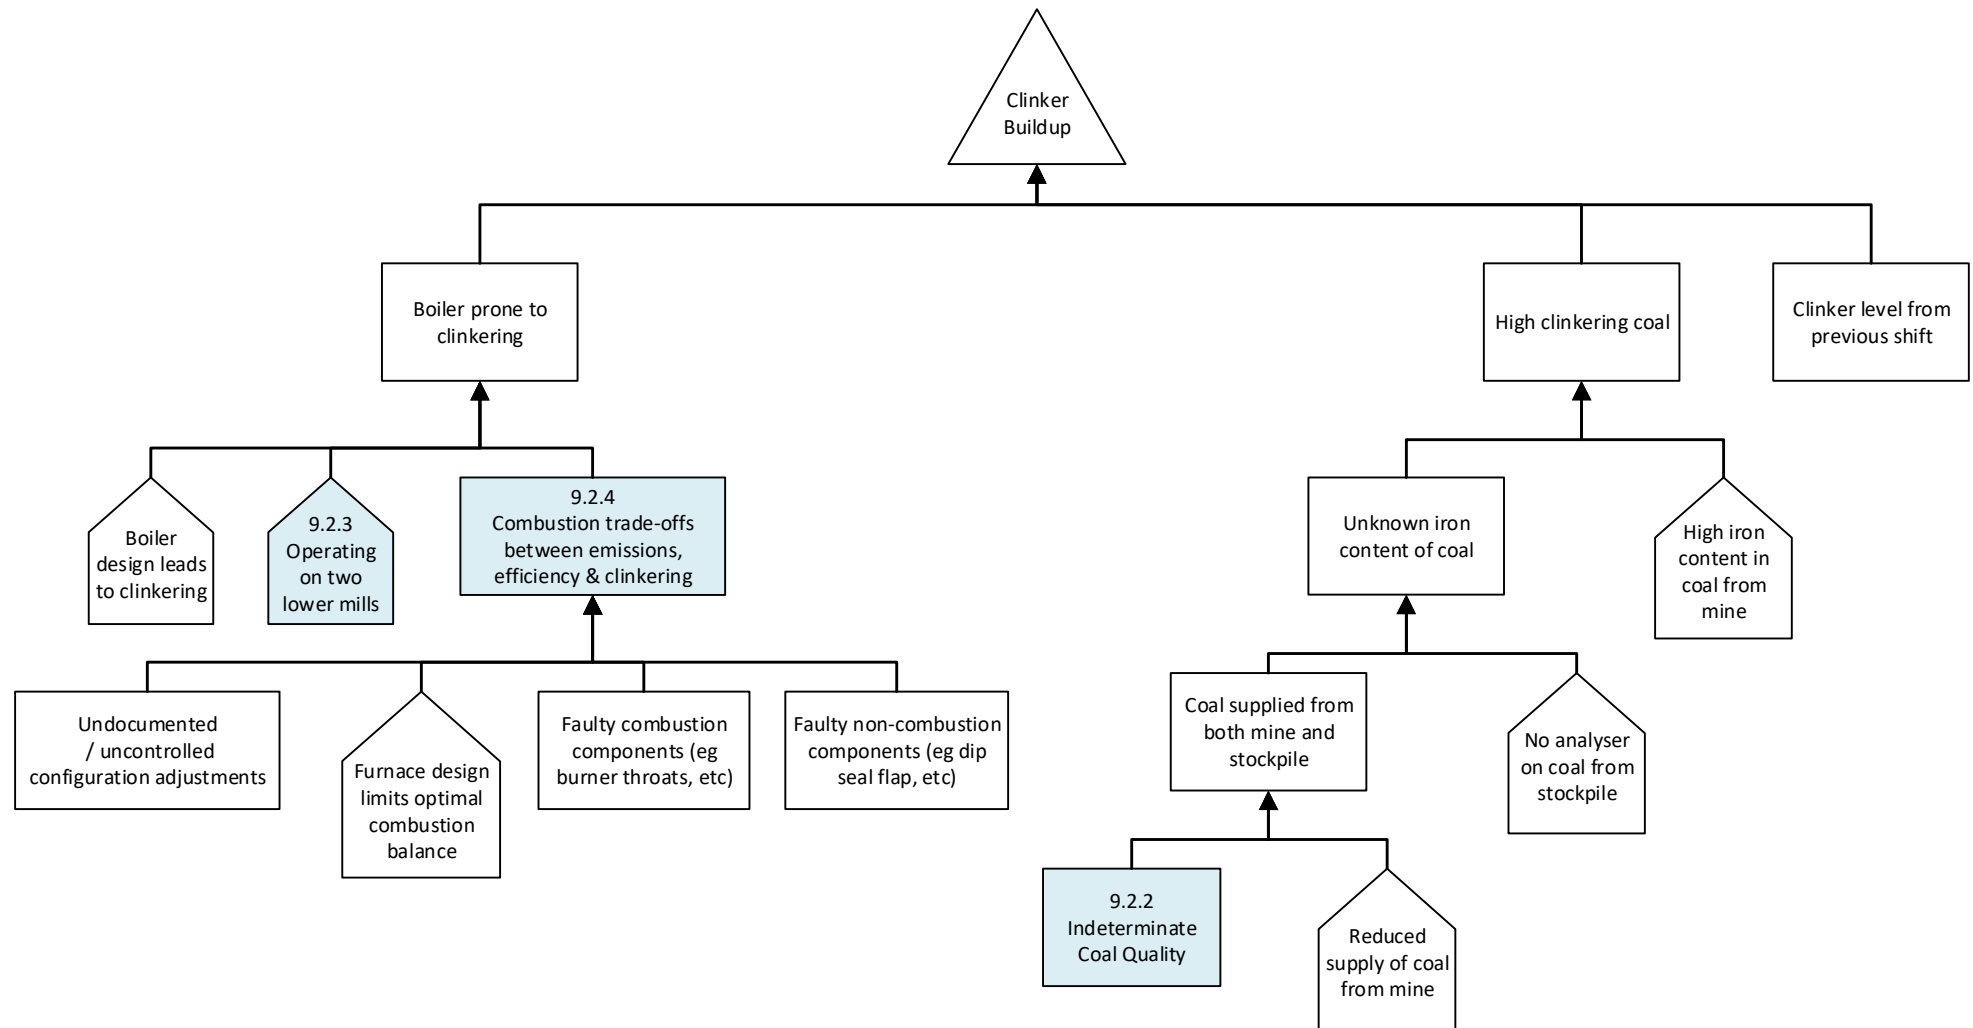 Clinker
Buildup
Boiler prone to
clinkering
High clinkering coal
Clinker level from
previous shift
Boiler
design leads
to clinkering
9.2.3
Operating
on two
lower mills
9.2.4
Combustion trade-offs
between emissions,
efficiency & clinkering
Unknown iron
content of coal
High iron
content in
coal from
mine
Undocumented
/ uncontrolled
configuration adjustments
Furnace design
limits optimal
combustion
balance
Faulty combustion
components (eg
burner throats, etc)
Faulty non-combustion
components (eg dip
seal flap, etc)
Coal supplied from
both mine and
stockpile
No analyser
on coal from
stockpile
9.2.2
Indeterminate
Coal Quality
Reduced
supply of coal
from mine